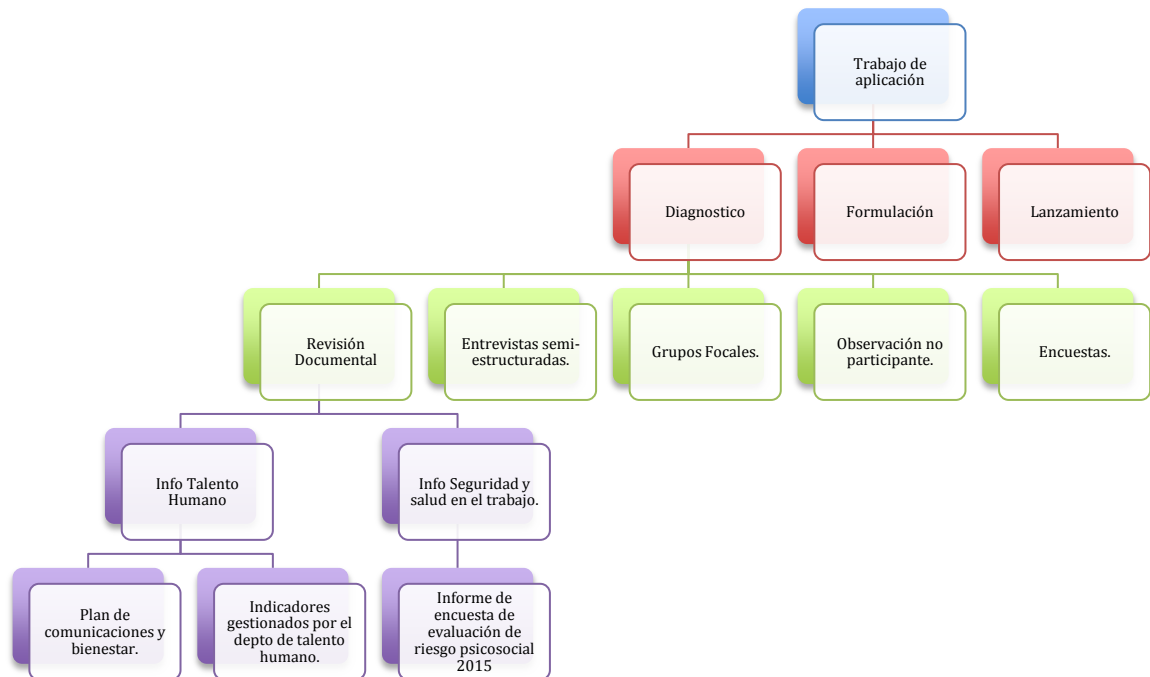 Trabajo de
aplicación
Diagnostico
Formulación
Lanzamiento
Revisión
Documental
Entrevistas semi-
estructuradas.
Grupos Focales.
Observación no
participante.
Encuestas.
Info Talento
Humano
Info Seguridad y
salud en el trabajo.
Plan de
comunicaciones y
bienestar.
Indicadores
gestionados por el
depto de talento
humano.
Informe de
encuesta de
evaluación de
riesgo psicosocial
2015